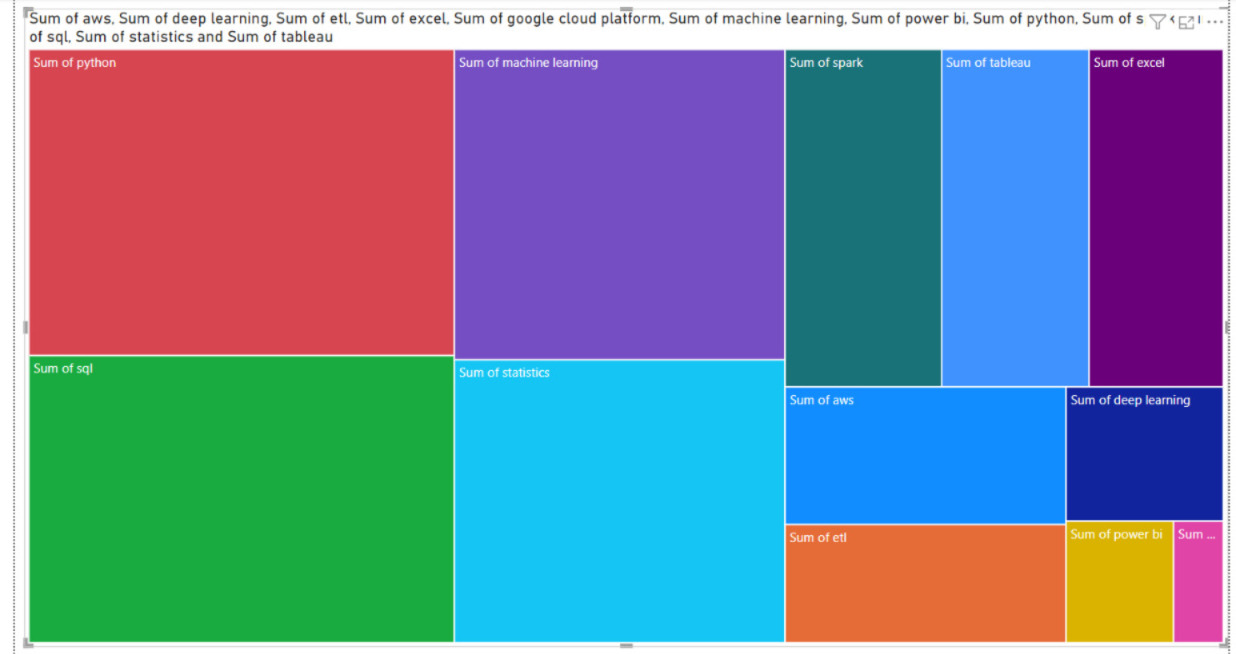 Sum of aws, Sum of deep learning, Sum of etl, Sum of excel, Sum of google cloud platform, Sum of machine learning, Sum of power bi, Sum of python, Sum of s
of sql, Sum of statistics and Sum of tableau
Sum of python
Sum of machine learning
Sum of spark
Sum of tableau
Sum of excel
Sum of sql
Sum of statistics
Sum of aws
Sum of deep learning
Sum of etl
Sum of power bi
Sum ...